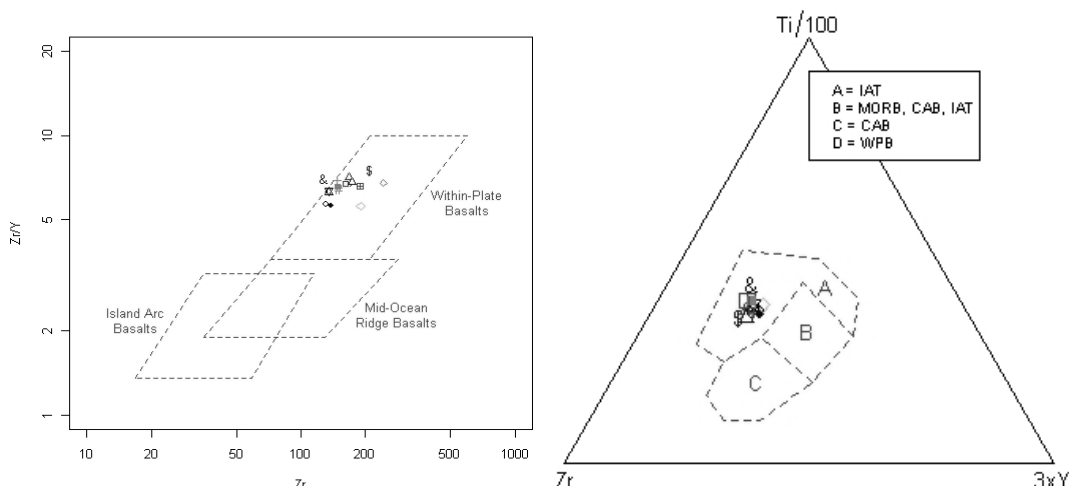 20
10
5
2
1
Zr/Y
Within-Plate
Basalts
Island Arc
Basalts
Mid-Ocean
Ridge Basalts
10 20 50 100 200 500 1000
&
$
Ti/100
A = IAT
B = MORB, CAB, IAT
C = CAB
D = WPB
&
$
A
B
C
Zr
3xY